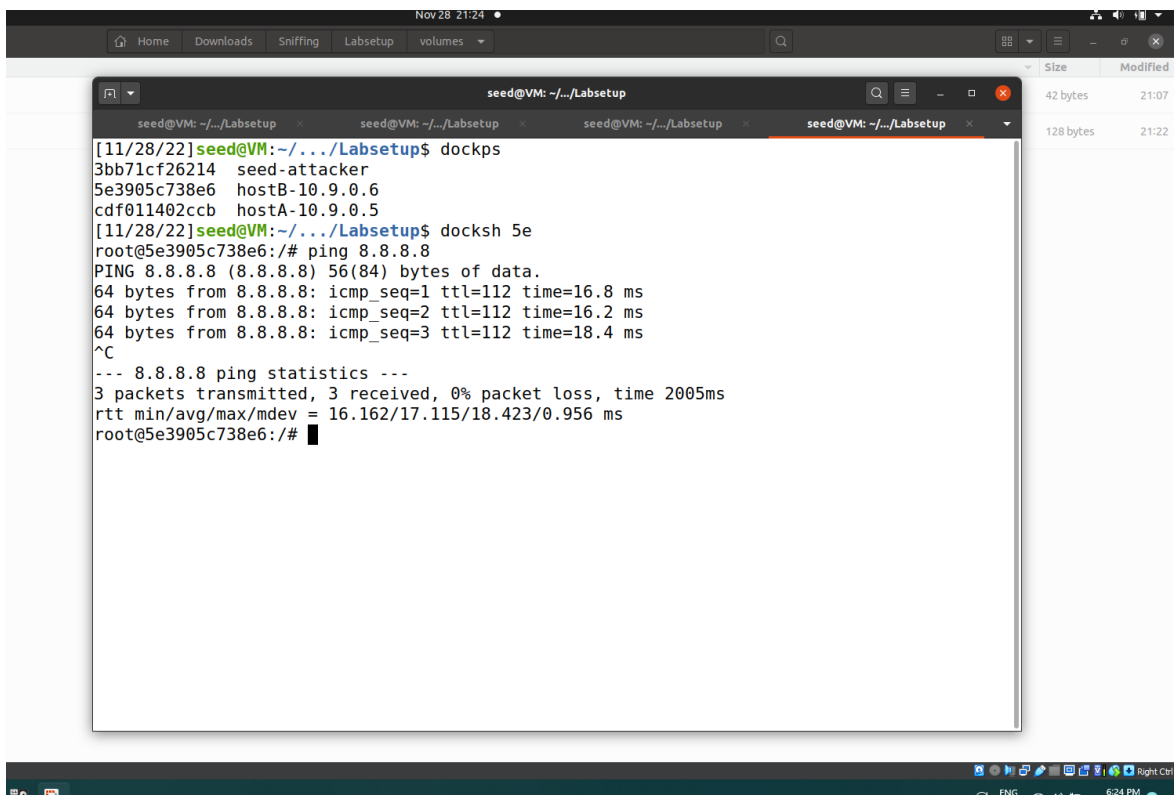 Nov 28 21:24
Home Downloads Sniffing Labsetup volumes
Size Modified
42 bytes 21:07
128 bytes 21:22
seed@VM: ~/.../Labsetup
seed@VM: ~/.../Labsetup seed@VM: ~/.../Labsetup seed@VM: ~/.../Labsetup seed@VM: ~/.../Labsetup
[11/28/22]seed@VM:~/.../Labsetup$ dockps
3bb71cf26214  seed-attacker
5e3905c738e6  hostB-10.9.0.6
cdf011402ccb  hostA-10.9.0.5
[11/28/22]seed@VM:~/.../Labsetup$ docksh 5e
root@5e3905c738e6:/# ping 8.8.8.8
PING 8.8.8.8 (8.8.8.8) 56(84) bytes of data.
64 bytes from 8.8.8.8: icmp_seq=1 ttl=112 time=16.8 ms
64 bytes from 8.8.8.8: icmp_seq=2 ttl=112 time=16.2 ms
64 bytes from 8.8.8.8: icmp_seq=3 ttl=112 time=18.4 ms
^C
--- 8.8.8.8 ping statistics ---
3 packets transmitted, 3 received, 0% packet loss, time 2005ms
rtt min/avg/max/mdev = 16.162/17.115/18.423/0.956 ms
root@5e3905c738e6:/#
Right Ctrl
ENG 6:24 PM